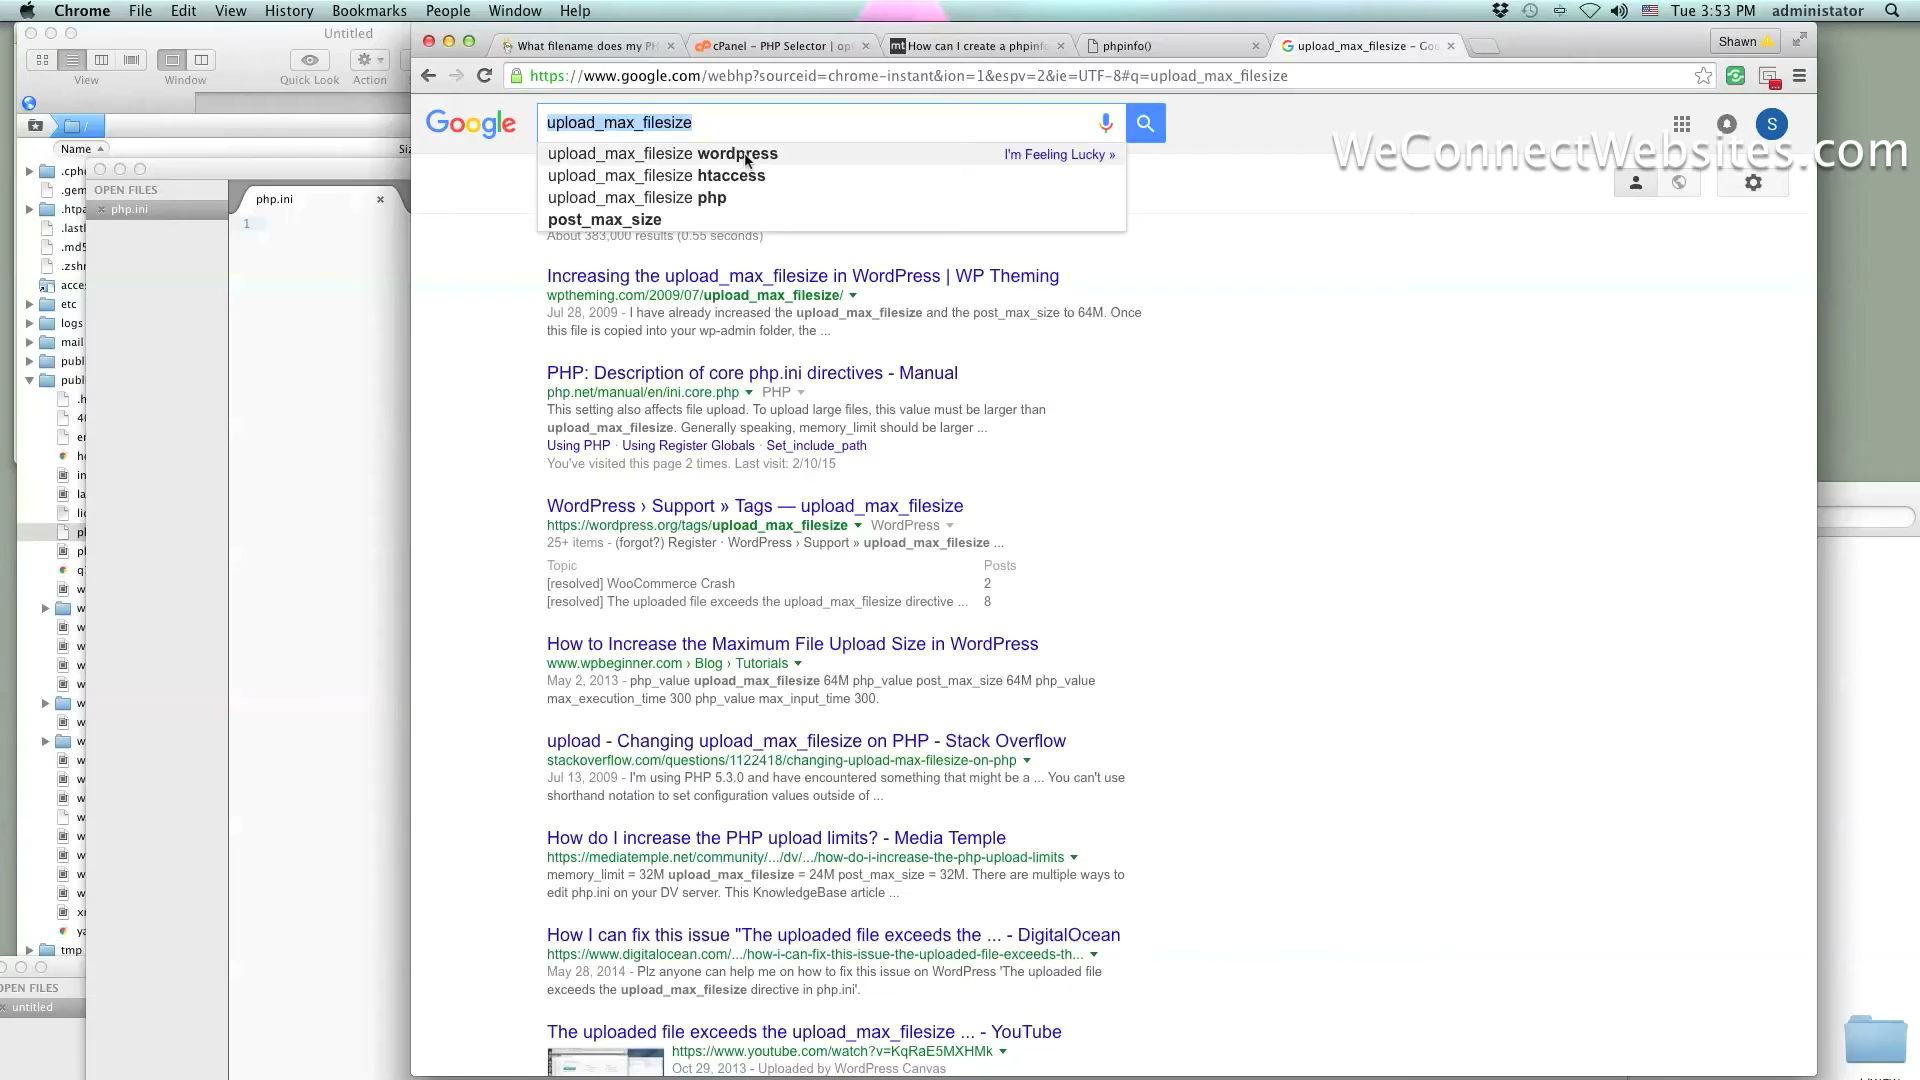 Chrome File Edit View History Bookmarks People Window Help
Tue 3:53 PM administator
Untitled
View Window Quick Look Action
What filename does my PH
cPanel - PHP Selector | op
How can I create a phpinfo
phpinfo()
upload_max_filesize - Goo
Shawn
https://www.google.com/webhp?sourceid=chrome-instant&ion=1&espv=2&ie=UTF-8#q=upload_max_filesize
/
Name
OPEN FILES
php.ini
php.ini
1
.cph
.gem
.htpa
.lastl
.md5
.zshr
acce
etc
logs
mail
publ
publ
tmp
OPEN FILES
untitled
Google
upload_max_filesize
S
WeConnectWebsites.com
upload_max_filesize wordpress
I'm Feeling Lucky »
upload_max_filesize htaccess
upload_max_filesize php
post_max_size
About 383,000 results (0.55 seconds)
Increasing the upload_max_filesize in WordPress | WP Theming
wptheming.com/2009/07/upload_max_filesize/
Jul 28, 2009 - I have already increased the upload_max_filesize and the post_max_size to 64M. Once
this file is copied into your wp-admin folder, the ...
PHP: Description of core php.ini directives - Manual
php.net/manual/en/ini.core.php PHP
This setting also affects file upload. To upload large files, this value must be larger than
upload_max_filesize. Generally speaking, memory_limit should be larger ...
Using PHP · Using Register Globals · Set_include_path
You've visited this page 2 times. Last visit: 2/10/15
WordPress › Support » Tags — upload_max_filesize
https://wordpress.org/tags/upload_max_filesize WordPress
25+ items - (forgot?) Register · WordPress › Support » upload_max_filesize ...
Topic Posts
[resolved] WooCommerce Crash 2
[resolved] The uploaded file exceeds the upload_max_filesize directive ... 8
How to Increase the Maximum File Upload Size in WordPress
www.wpbeginner.com › Blog › Tutorials
May 2, 2013 - php_value upload_max_filesize 64M php_value post_max_size 64M php_value
max_execution_time 300 php_value max_input_time 300.
upload - Changing upload_max_filesize on PHP - Stack Overflow
stackoverflow.com/questions/1122418/changing-upload-max-filesize-on-php
Jul 13, 2009 - I'm using PHP 5.3.0 and have encountered something that might be a ... You can't use
shorthand notation to set configuration values outside of ...
How do I increase the PHP upload limits? - Media Temple
https://mediatemple.net/community/.../dv/.../how-do-i-increase-the-php-upload-limits
memory_limit = 32M upload_max_filesize = 24M post_max_size = 32M. There are multiple ways to
edit php.ini on your DV server. This KnowledgeBase article ...
How I can fix this issue "The uploaded file exceeds the ... - DigitalOcean
https://www.digitalocean.com/.../how-i-can-fix-this-issue-the-uploaded-file-exceeds-th...
May 28, 2014 - Plz anyone can help me on how to fix this issue on WordPress 'The uploaded file
exceeds the upload_max_filesize directive in php.ini'.
The uploaded file exceeds the upload_max_filesize ... - YouTube
https://www.youtube.com/watch?v=KqRaE5MXHMk
Oct 29, 2013 - Uploaded by WordPress Canvas